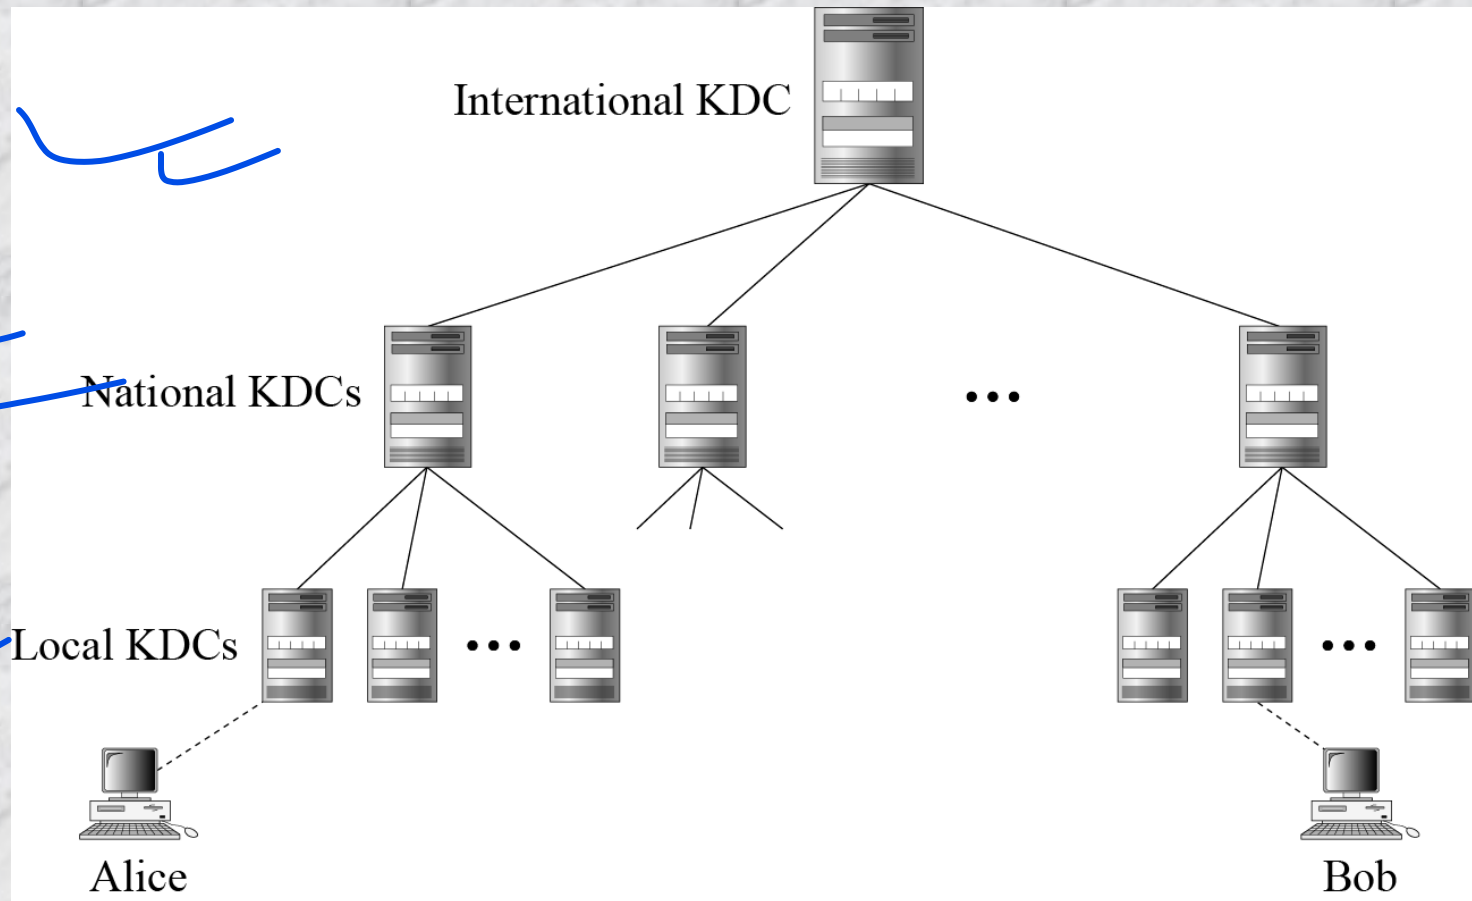 International KDC
National KDCs
...
Local KDCs
...
...
Alice
Bob